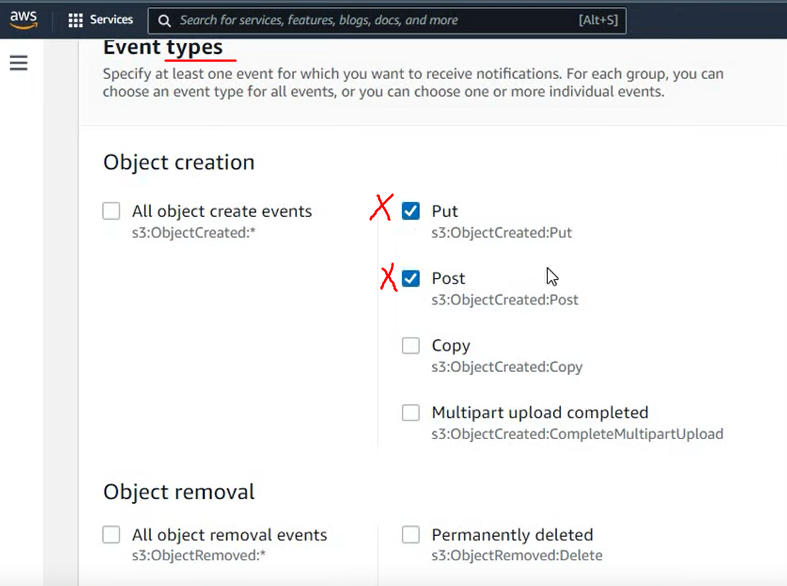 aws
Services
Search for services, features, blogs, docs, and more
[Alt+S]
Event types
Specify at least one event for which you want to receive notifications. For each group, you can
choose an event type for all events, or you can choose one or more individual events.
Object creation
All object create events
s3:ObjectCreated:*
X
Put
s3:ObjectCreated:Put
X
Post
s3:ObjectCreated:Post
Copy
s3:ObjectCreated:Copy
Multipart upload completed
s3:ObjectCreated:CompleteMultipartUpload
Object removal
All object removal events
s3:ObjectRemoved:*
Permanently deleted
s3:ObjectRemoved:Delete